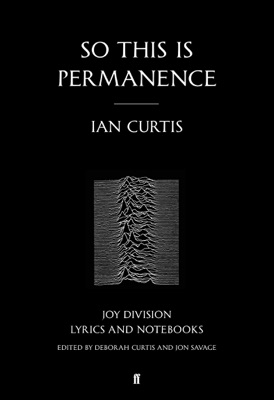 SO THIS IS
PERMANENCE
IAN CURTIS
JOY DIVISION
LYRICS AND NOTEBOOKS
EDITED BY DEBORAH CURTIS AND JON SAVAGE
ff